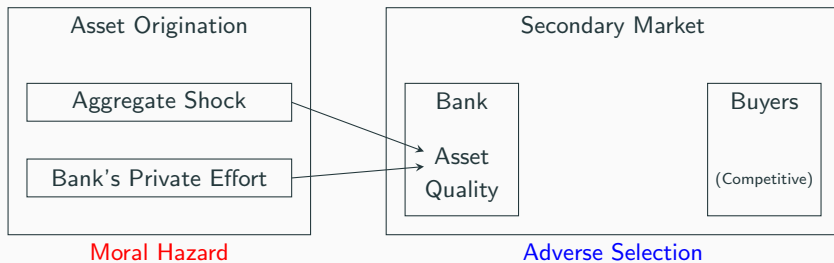 Asset Origination
Aggregate Shock
Bank's Private Effort
Moral Hazard
Secondary Market
Bank
Asset
Quality
Buyers
(Competitive)
Adverse Selection